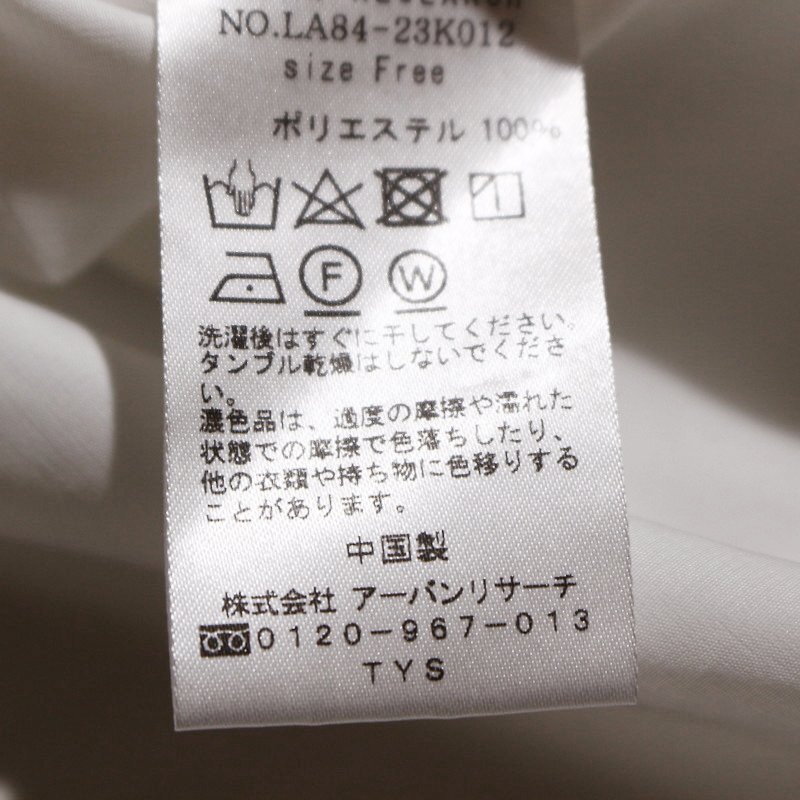 NO.LA84-23K012
size Free
ポリエステル 100%
F W
洗濯後はすぐに干してください。
タンブル乾燥はしないでくださ
い。
濃色品は、過度の摩擦や濡れた
状態での摩擦で色落ちしたり、
他の衣類や持ち物に色移りする
ことがあります。
中国製
株式会社 アーバンリサーチ
0120-967-013
TYS